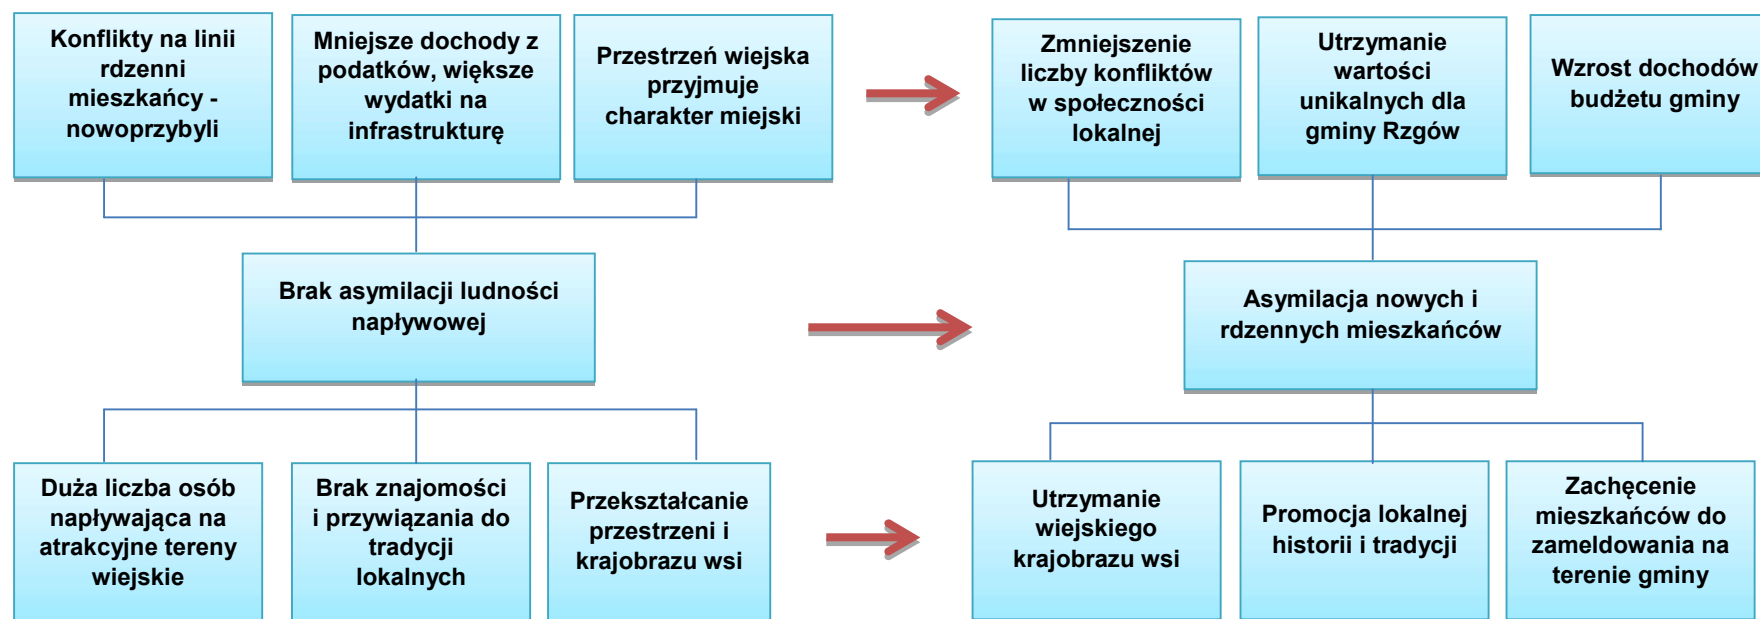 Konflikty na linii
rdzenni
mieszkańcy -
nowoprzybyli
Mniejsze dochody z
podatków, większe
wydatki na
infrastrukturę
Przestrzeń wiejska
przyjmuje
charakter miejski
Zmniejszenie
liczby konfliktów
w społeczności
lokalnej
Utrzymanie
wartości
unikalnych dla
gminy Rzgów
Wzrost dochodów
budżetu gminy
Brak asymilacji ludności
napływowej
Asymilacja nowych i
rdzennych mieszkańców
Duża liczba osób
napływająca na
atrakcyjne tereny
wiejskie
Brak znajomości
i przywiązania do
tradycji
lokalnych
Przekształcanie
przestrzeni i
krajobrazu wsi
Utrzymanie
wiejskiego
krajobrazu wsi
Promocja lokalnej
historii i tradycji
Zachęcenie
mieszkańców do
zameldowania na
terenie gminy